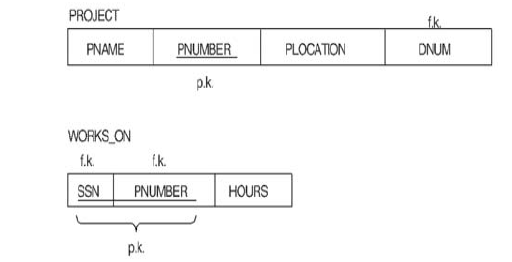 PROJECT
f.k.
PNAME PNUMBER PLOCATION DNUM
p.k.
WORKS_ON
f.k. f.k.
SSN PNUMBER HOURS
p.k.